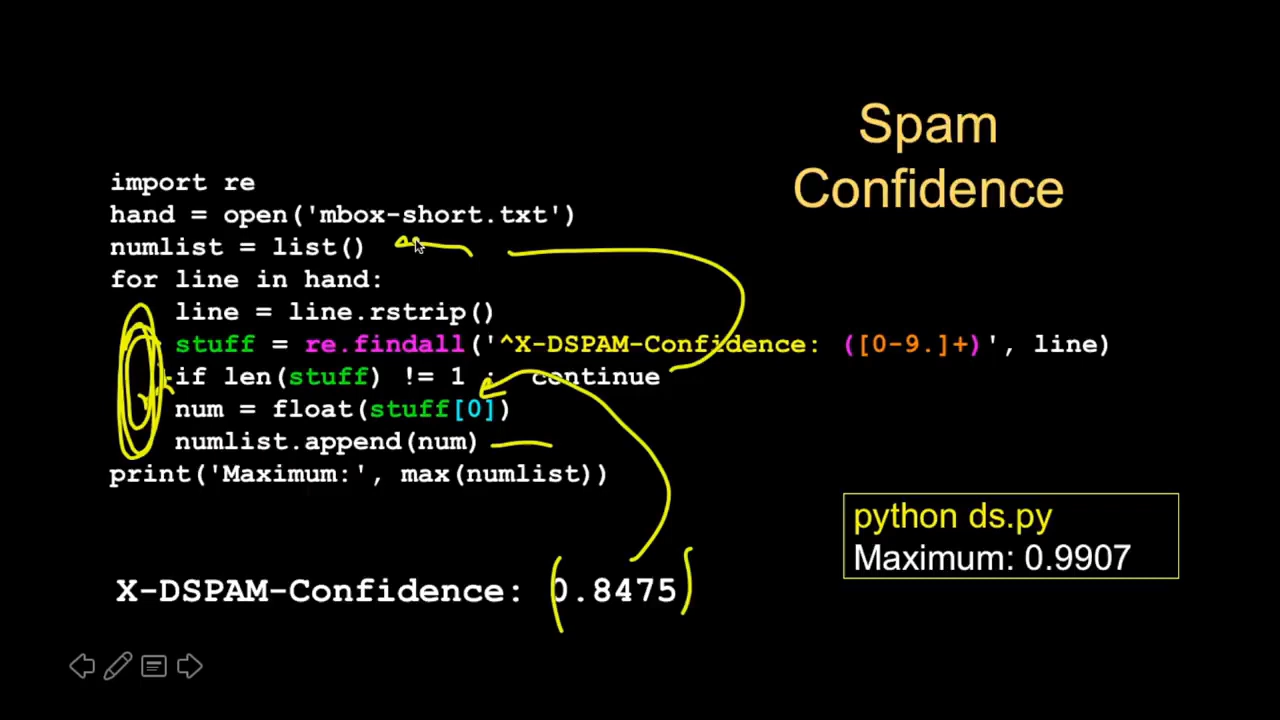 Spam
Confidence
import re
hand = open('mbox-short.txt')
numlist = list()
for line in hand:
    line = line.rstrip()
    stuff = re.findall('^X-DSPAM-Confidence: ([0-9.]+)', line)
    if len(stuff) != 1 :  continue
    num = float(stuff[0])
    numlist.append(num)
print('Maximum:', max(numlist))
python ds.py
Maximum: 0.9907
X-DSPAM-Confidence: 0.8475